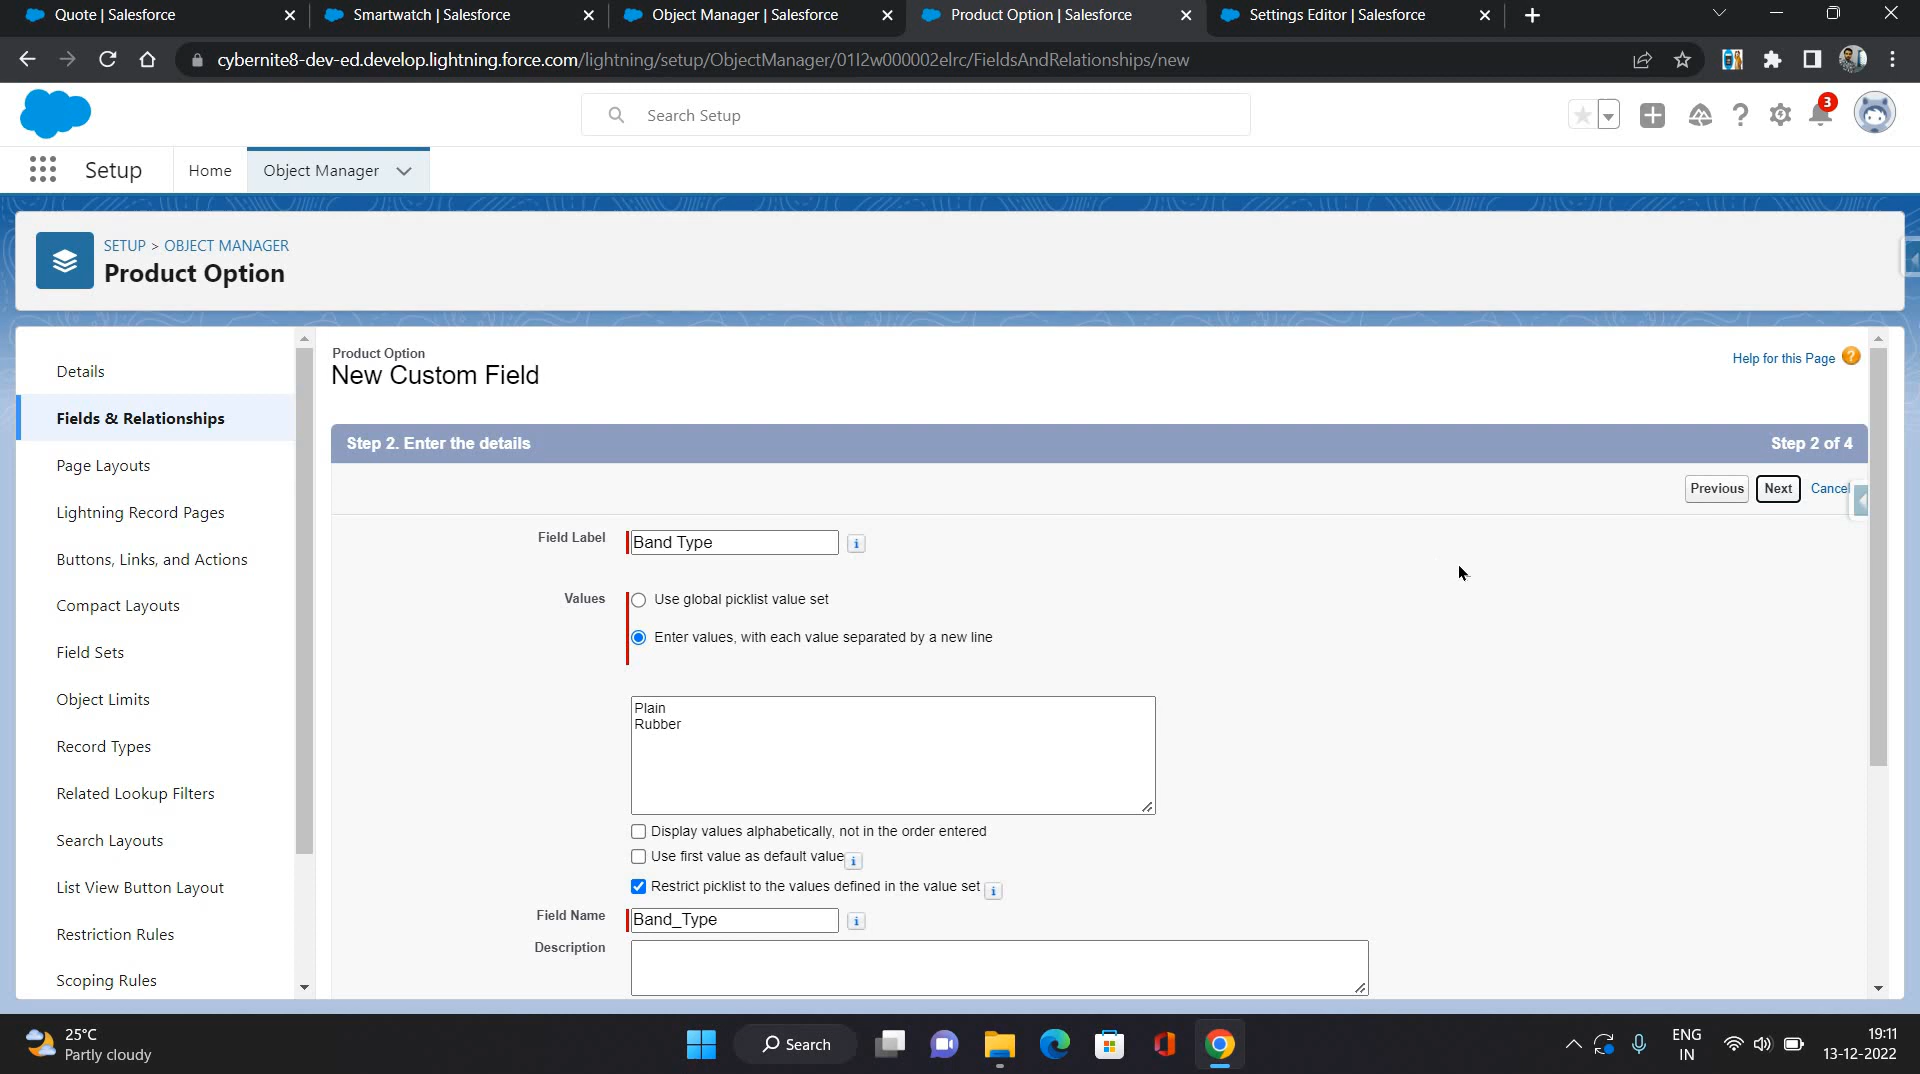 Quote | Salesforce
Smartwatch | Salesforce
Object Manager | Salesforce
Product Option | Salesforce
Settings Editor | Salesforce
cybernite8-dev-ed.develop.lightning.force.com/lightning/setup/ObjectManager/01I2w000002elrc/FieldsAndRelationships/new
Search Setup
3
Setup
Home
Object Manager
SETUP > OBJECT MANAGER
Product Option
Details
Fields & Relationships
Page Layouts
Lightning Record Pages
Buttons, Links, and Actions
Compact Layouts
Field Sets
Object Limits
Record Types
Related Lookup Filters
Search Layouts
List View Button Layout
Restriction Rules
Scoping Rules
Product Option
New Custom Field
Help for this Page
Step 2. Enter the details
Step 2 of 4
Previous
Next
Cancel
Field Label
Band Type
Values
Use global picklist value set
Enter values, with each value separated by a new line
Plain
Rubber
Display values alphabetically, not in the order entered
Use first value as default value
Restrict picklist to the values defined in the value set
Field Name
Band_Type
Description
25°C
Partly cloudy
Search
ENG
IN
19:11
13-12-2022